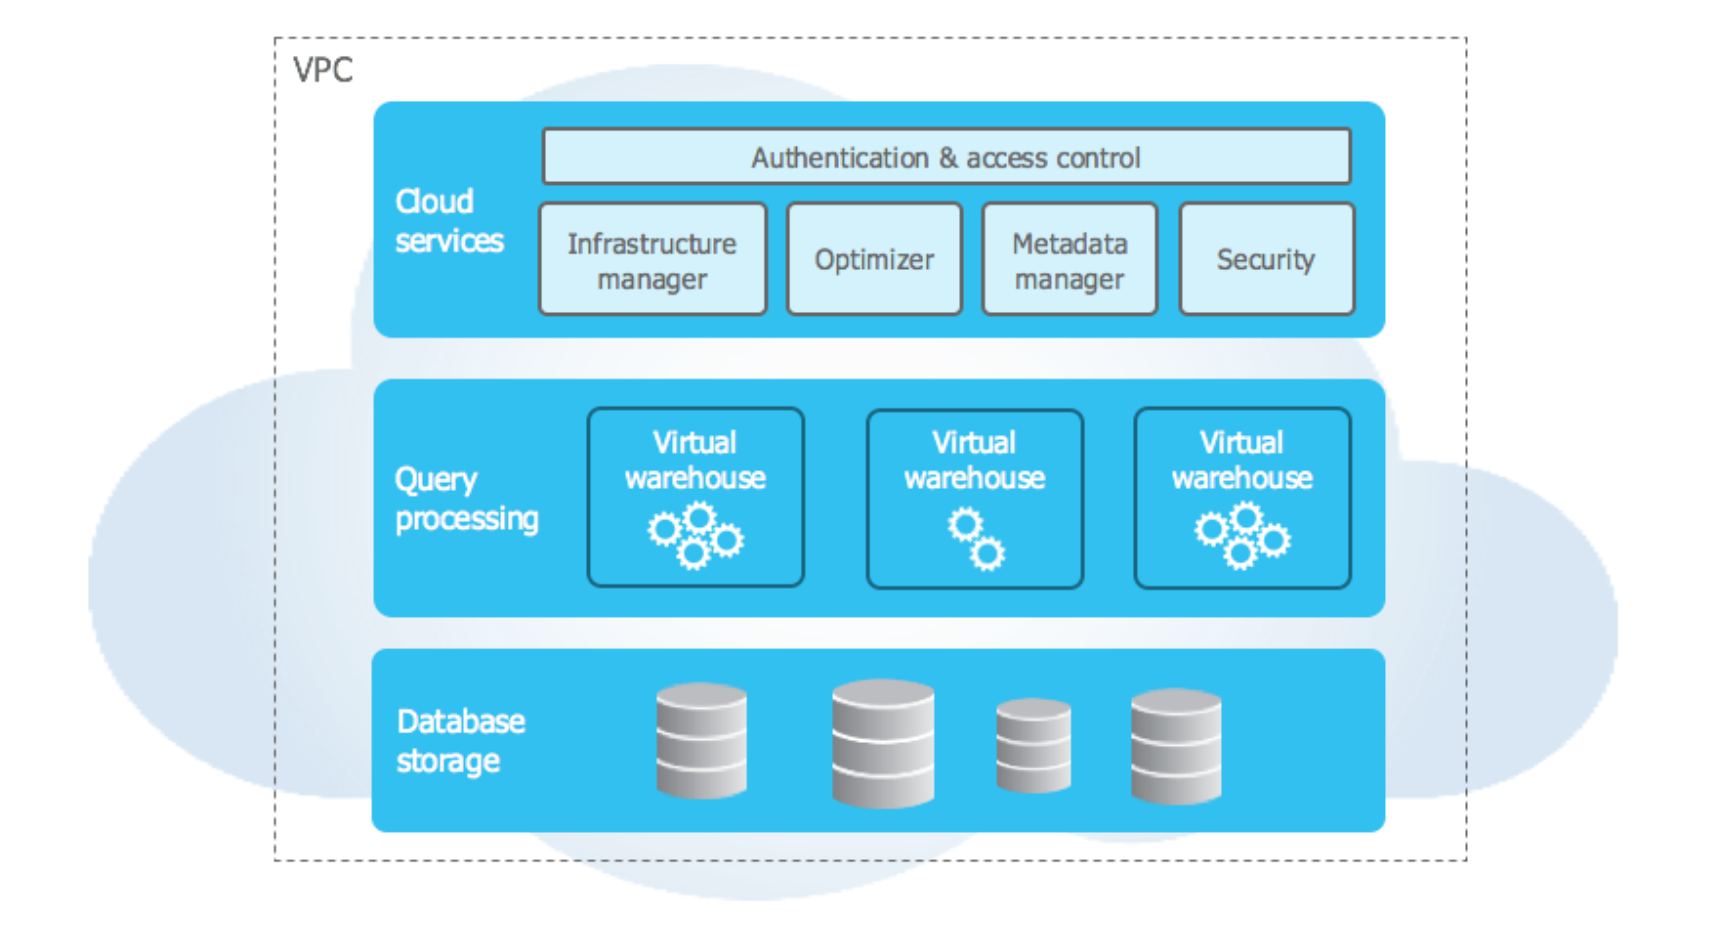 VPC
Authentication & access control
Cloud
services
Infrastructure
manager
Optimizer
Metadata
manager
Security
Query
processing
Virtual
warehouse
Virtual
warehouse
Virtual
warehouse
Database
storage